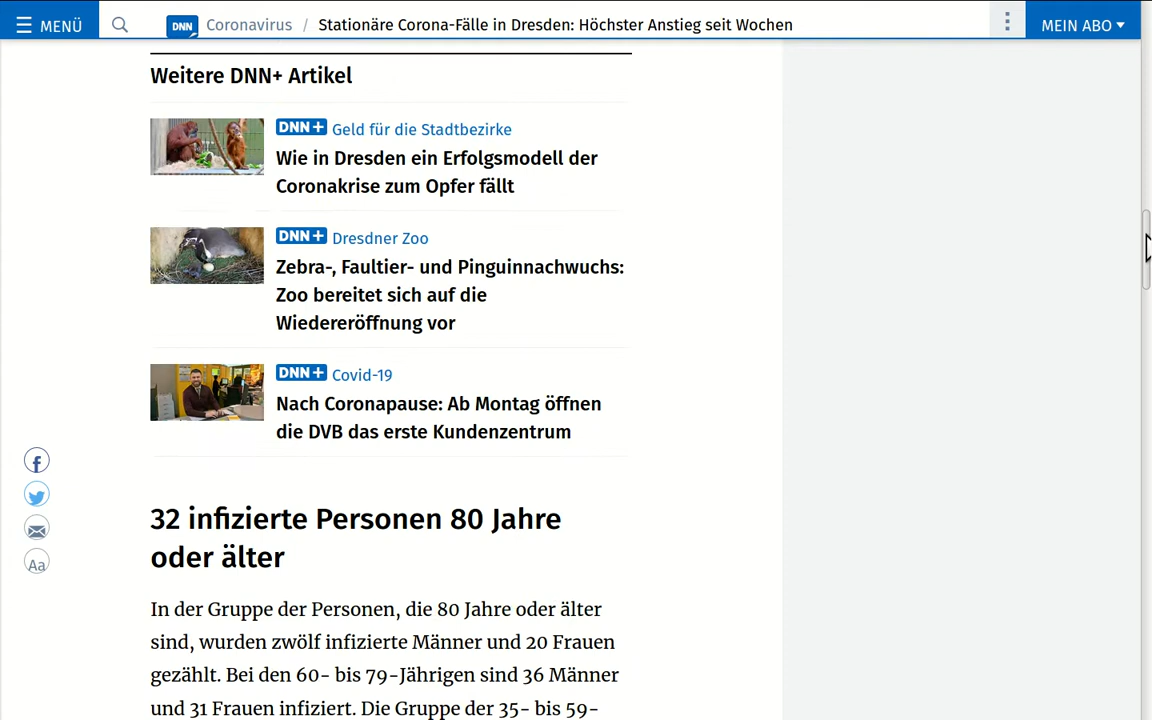 MENÜ
DNN
Coronavirus / Stationäre Corona-Fälle in Dresden: Höchster Anstieg seit Wochen
MEIN ABO
Weitere DNN+ Artikel
DNN+ Geld für die Stadtbezirke
Wie in Dresden ein Erfolgsmodell der
Coronakrise zum Opfer fällt
DNN+ Dresdner Zoo
Zebra-, Faultier- und Pinguinnachwuchs:
Zoo bereitet sich auf die
Wiedereröffnung vor
DNN+ Covid-19
Nach Coronapause: Ab Montag öffnen
die DVB das erste Kundenzentrum
32 infizierte Personen 80 Jahre
oder älter
Aa
In der Gruppe der Personen, die 80 Jahre oder älter
sind, wurden zwölf infizierte Männer und 20 Frauen
gezählt. Bei den 60- bis 79-Jährigen sind 36 Männer
und 31 Frauen infiziert. Die Gruppe der 35- bis 59-